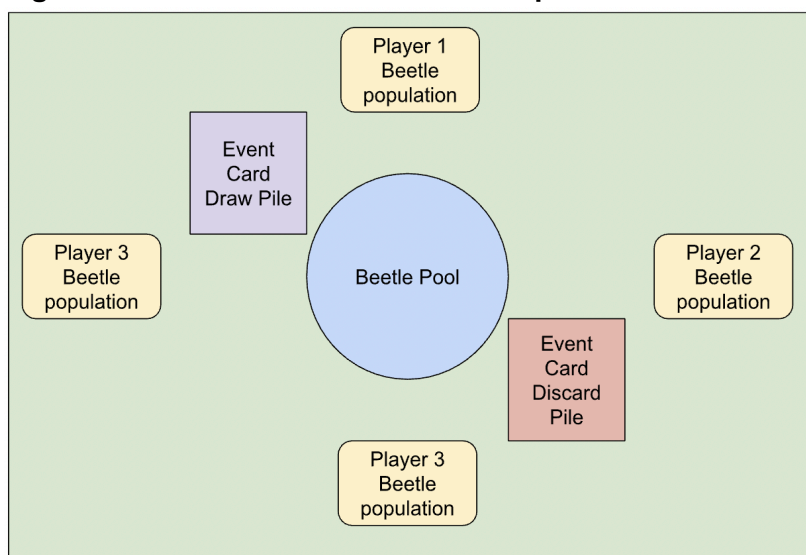 Player 1
Beetle
population
Event
Card
Draw Pile
Player 3
Beetle
population
Beetle Pool
Player 2
Beetle
population
Event
Card
Discard
Pile
Player 3
Beetle
population